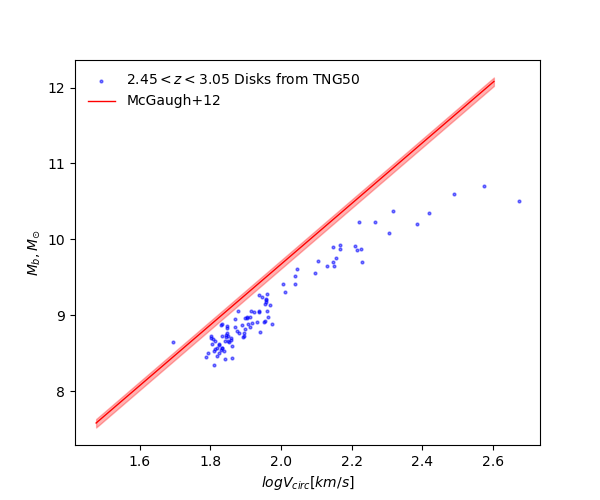 2.45 < z < 3.05 Disks from TNG50
McGaugh+12
12
11
10
9
8
M_b, M_⊙
1.6 1.8 2.0 2.2 2.4 2.6
logV_circ[km/s]